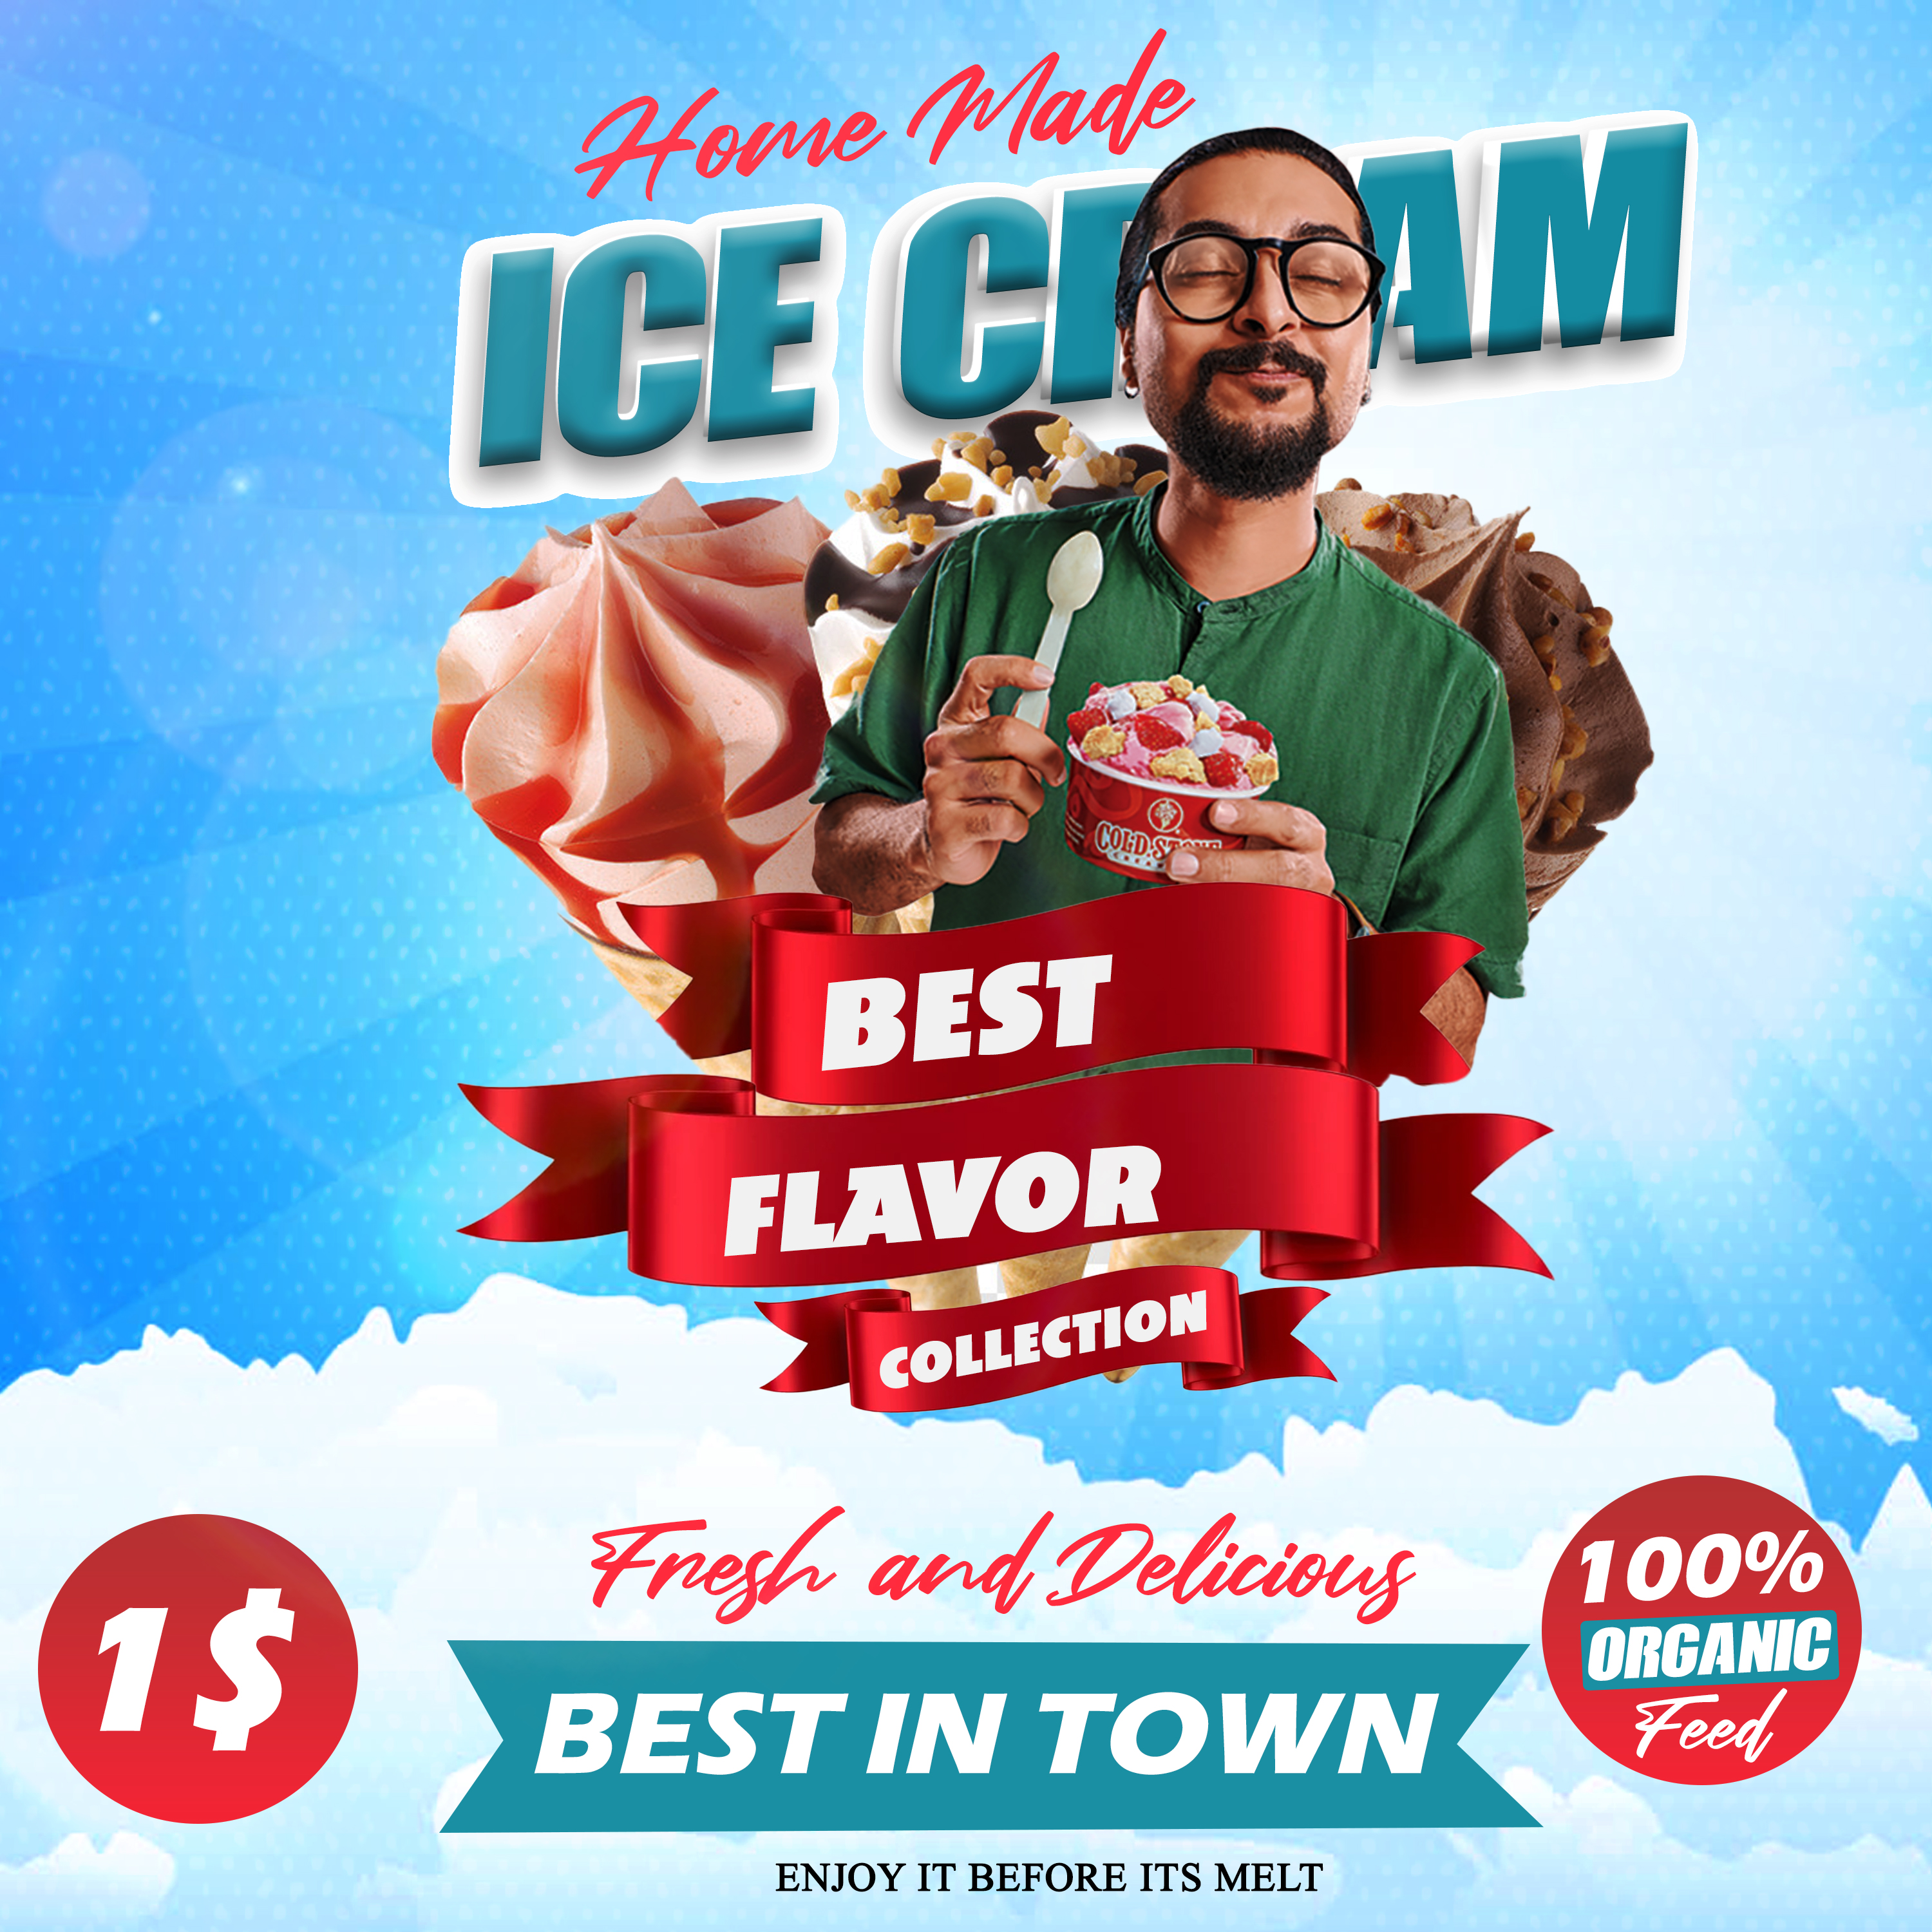 Home Made
ICE CREAM
COLD STONE
BEST
FLAVOR
COLLECTION
Fresh and Delicious
1$
BEST IN TOWN
100%
ORGANIC
Feed
ENJOY IT BEFORE ITS MELT